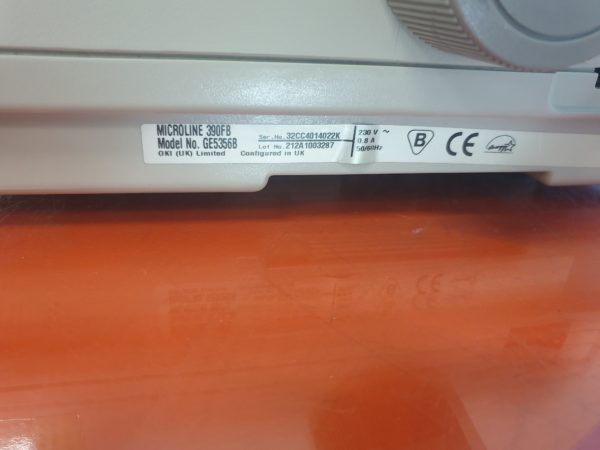 MICROLINE 390FB
Model No. GE5356B
OKI (UK) Limited Configured in UK
Ser.No. 32CC4014022K
Lot No. 212A1003287
230 V ~
0.8 A
50/60Hz
B
CE